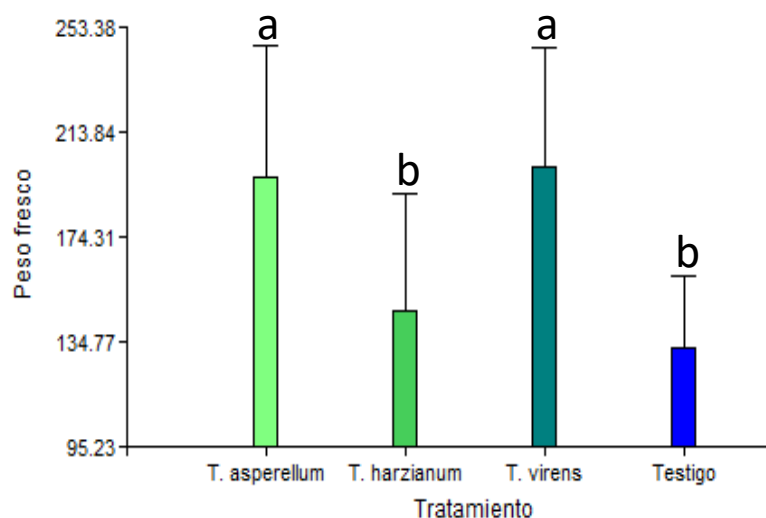 a
a
253.38
213.84
b
174.31
b
134.77
95.23
Peso fresco
T. asperellum
T. harzianum
T. virens
Testigo
Tratamiento